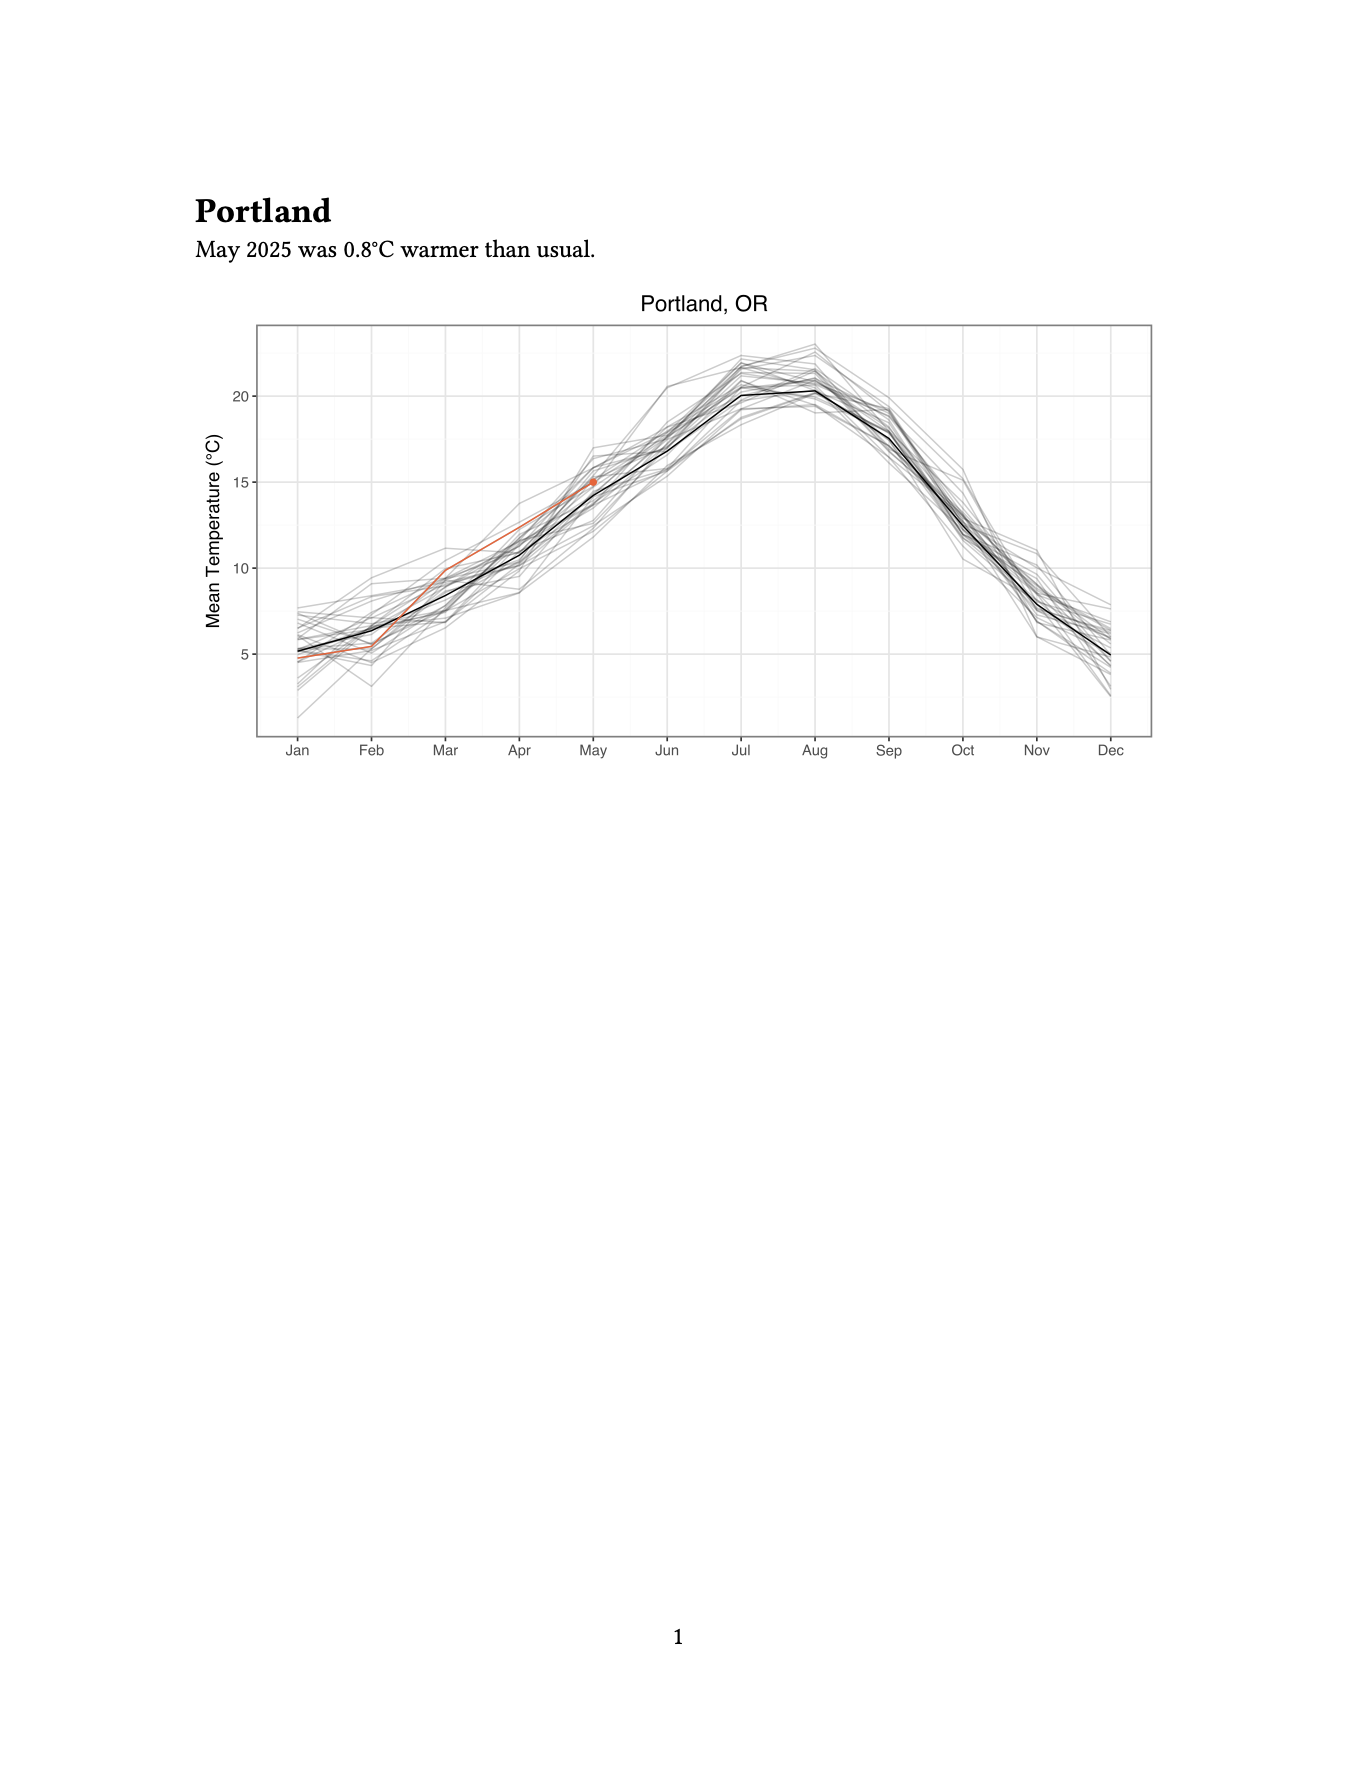 Portland
May 2025 was 0.8°C warmer than usual.
Portland, OR
Mean Temperature (°C)
20
15
10
5
Jan Feb Mar Apr May Jun Jul Aug Sep Oct Nov Dec
1